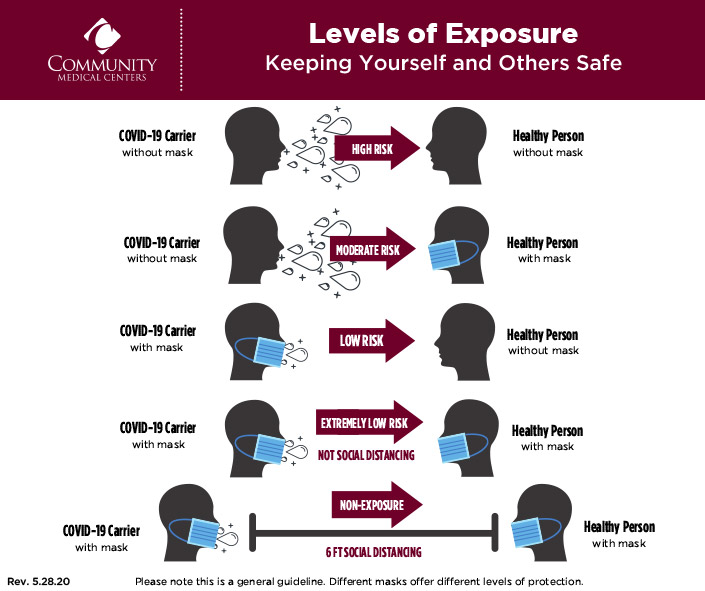 COMMUNITY
MEDICAL CENTERS
Levels of Exposure
Keeping Yourself and Others Safe
COVID-19 Carrier
without mask
HIGH RISK
Healthy Person
without mask
COVID-19 Carrier
without mask
MODERATE RISK
Healthy Person
with mask
COVID-19 Carrier
with mask
LOW RISK
Healthy Person
without mask
COVID-19 Carrier
with mask
EXTREMELY LOW RISK
NOT SOCIAL DISTANCING
Healthy Person
with mask
COVID-19 Carrier
with mask
NON-EXPOSURE
6 FT SOCIAL DISTANCING
Healthy Person
with mask
Rev. 5.28.20
Please note this is a general guideline. Different masks offer different levels of protection.